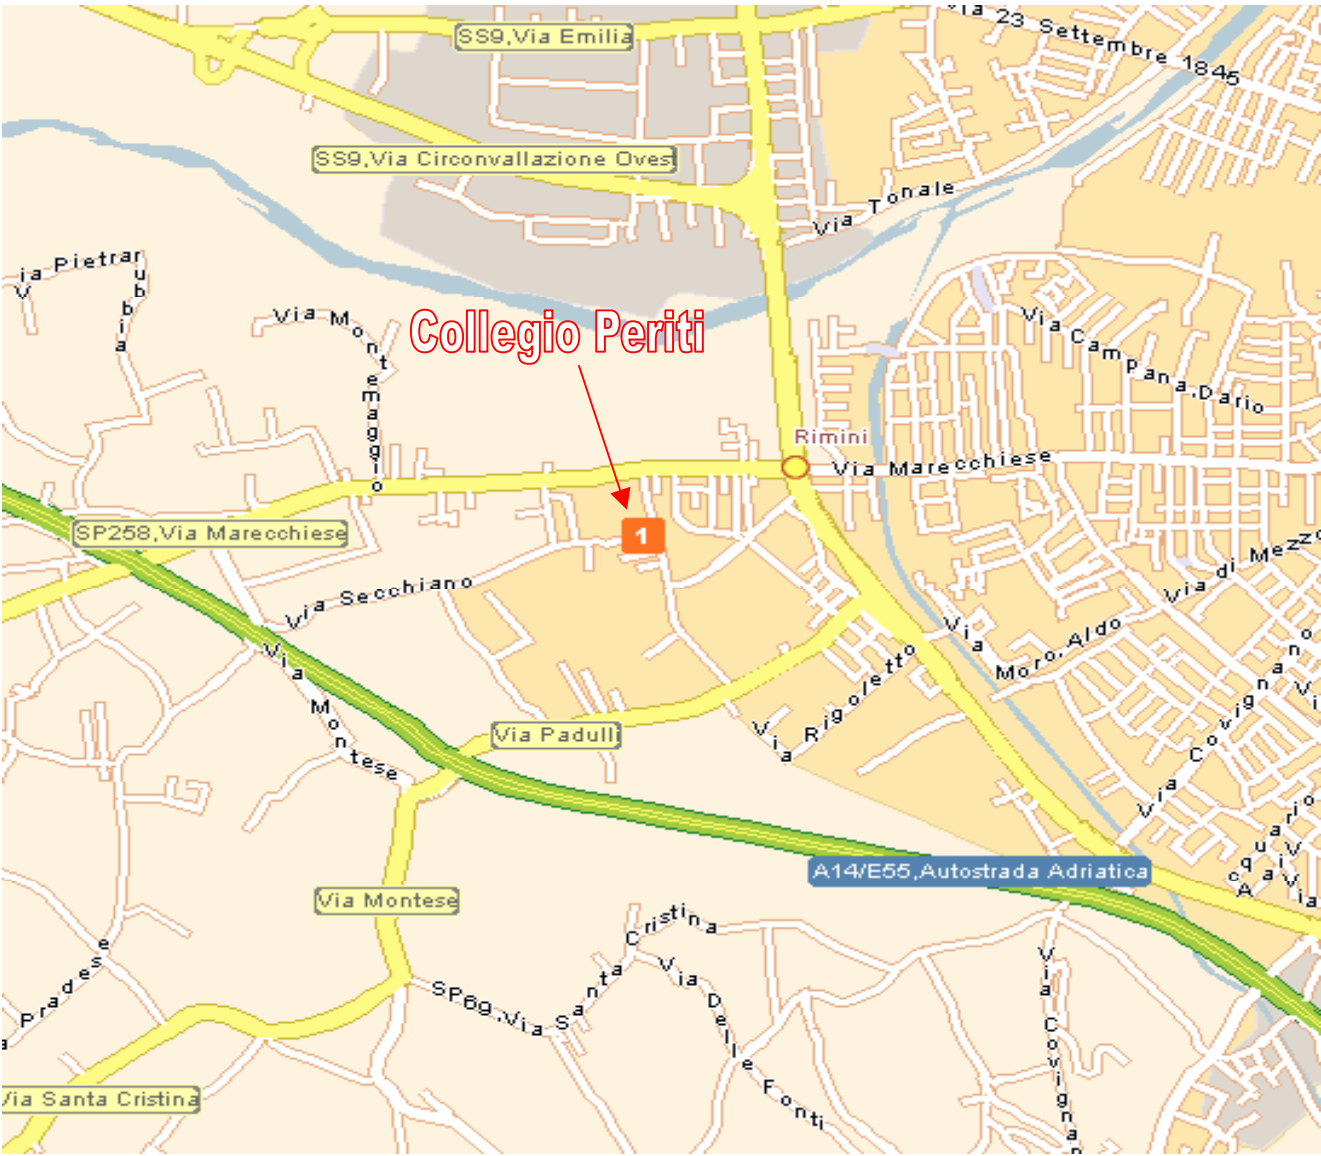 SS9,Via Emilia
Via 23 Settembre 1845
SS9,Via Circonvallazione Ovest
Via Tonale
Via Pietrarubbia
Via Montemaggio
Collegio Periti
Via Campana,Dario
Rimini
Via Marecchiese
SP258,Via Marecchiese
1
Via di Mezzo
Via Secchiano
Via Moro,Aldo
Via Montese
Via Rigoletto
Via Covignano
Via Padulli
A14/E55,Autostrada Adriatica
Via Acquario
Via
Via
Via Montese
SP69,Via Santa Cristina
Via Delle Fonti
Via Covignan
a Pradese
Via Santa Cristina